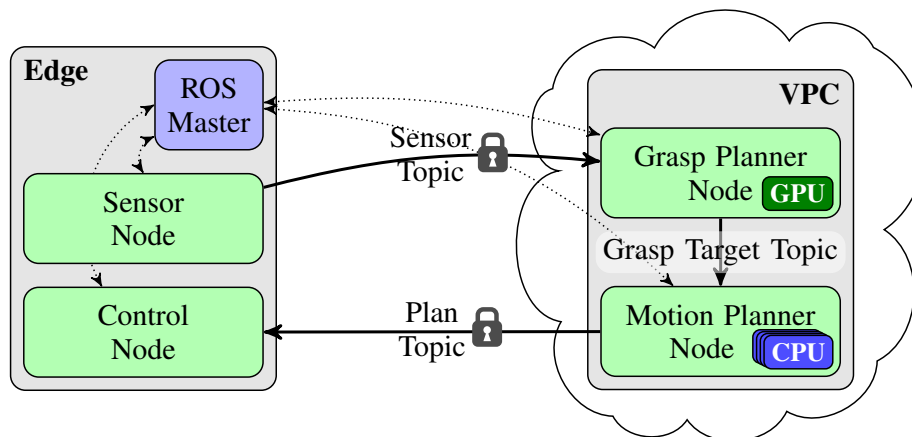 Edge
ROS
Master
Sensor
Node
Control
Node
Sensor
Topic
Plan
Topic
VPC
Grasp Planner
Node
GPU
Grasp Target Topic
Motion Planner
Node
CPU